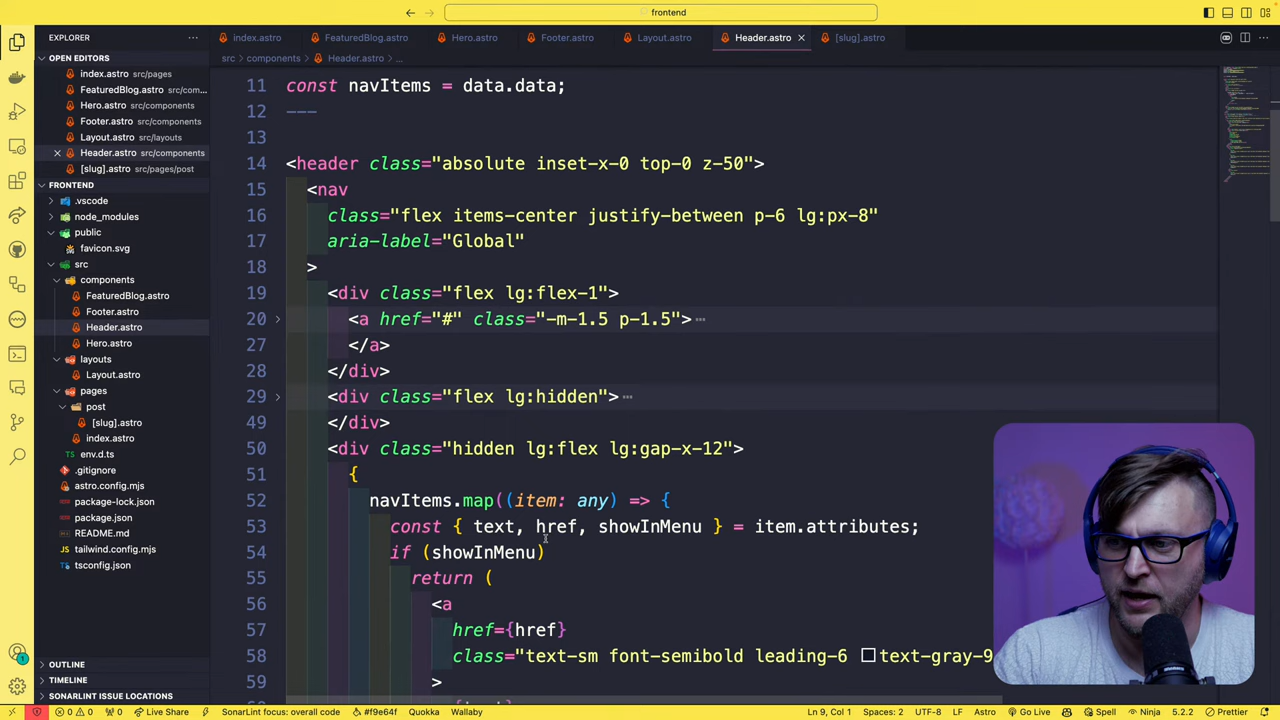 frontend
EXPLORER
OPEN EDITORS
index.astro src/pages
FeaturedBlog.astro src/com...
Hero.astro src/components
Footer.astro src/components
Layout.astro src/layouts
Header.astro src/components
[slug].astro src/pages/post
FRONTEND
.vscode
node_modules
public
favicon.svg
src
components
FeaturedBlog.astro
Footer.astro
Header.astro
Hero.astro
layouts
Layout.astro
pages
post
[slug].astro
index.astro
env.d.ts
.gitignore
astro.config.mjs
package-lock.json
package.json
README.md
tailwind.config.mjs
tsconfig.json
OUTLINE
TIMELINE
SONARLINT ISSUE LOCATIONS
index.astro FeaturedBlog.astro Hero.astro Footer.astro Layout.astro Header.astro [slug].astro
src > components > Header.astro > ...
11 const navItems = data.data;
12 ---
13
14 <header class="absolute inset-x-0 top-0 z-50">
15 <nav
16 class="flex items-center justify-between p-6 lg:px-8"
17 aria-label="Global"
18 >
19 <div class="flex lg:flex-1">
20 <a href="#" class="-m-1.5 p-1.5">…
27 </a>
28 </div>
29 <div class="flex lg:hidden">…
49 </div>
50 <div class="hidden lg:flex lg:gap-x-12">
51 {
52 navItems.map((item: any) => {
53 const { text, href, showInMenu } = item.attributes;
54 if (showInMenu)
55 return (
56 <a
57 href={href}
58 class="text-sm font-semibold leading-6 text-gray-9
59 >
1
0 0 0 Live Share SonarLint focus: overall code #f9e64f Quokka Wallaby Ln 9, Col 1 Spaces: 2 UTF-8 LF Astro Go Live Spell Ninja 5.2.2 Prettier